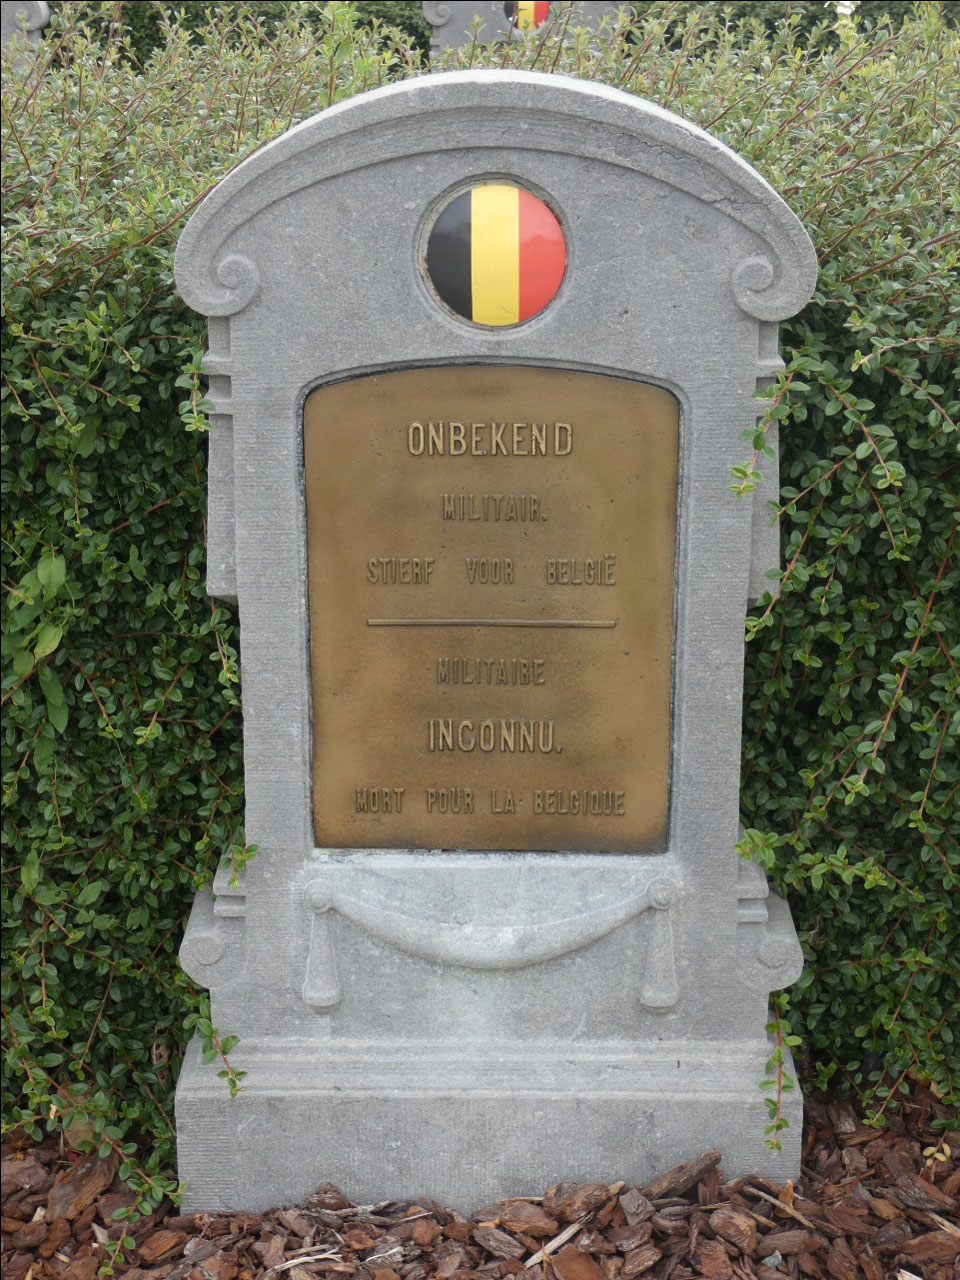 ONBEKEND
MILITAIR.
STIERF VOOR BELGIË
MILITAIRE
INCONNU.
MORT POUR LA BELGIQUE